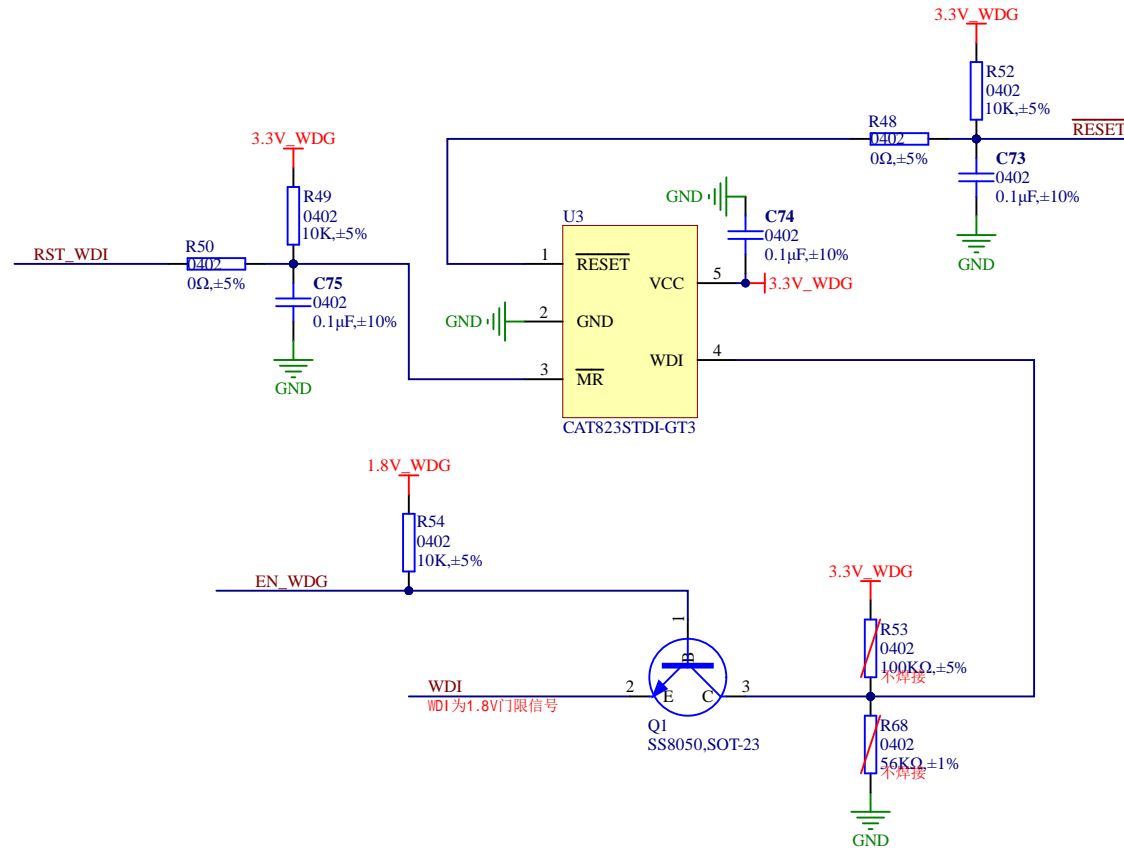 3.3V_WDG
R52
0402
10K,±5%
R48
0402
0Ω,±5%
RESET
C73
0402
0.1μF,±10%
GND
3.3V_WDG
R49
0402
10K,±5%
RST_WDI
R50
0402
0Ω,±5%
C75
0402
0.1μF,±10%
GND
GND
C74
0402
0.1μF,±10%
U3
1
RESET
VCC
5
3.3V_WDG
GND
2
GND
WDI
4
3
MR
CAT823STDI-GT3
1.8V_WDG
R54
0402
10K,±5%
EN_WDG
3.3V_WDG
R53
0402
100KΩ,±5%
不焊接
1
B
WDI
2
E
C
3
WDI为1.8V门限信号
Q1
SS8050,SOT-23
R68
0402
56KΩ,±1%
不焊接
GND